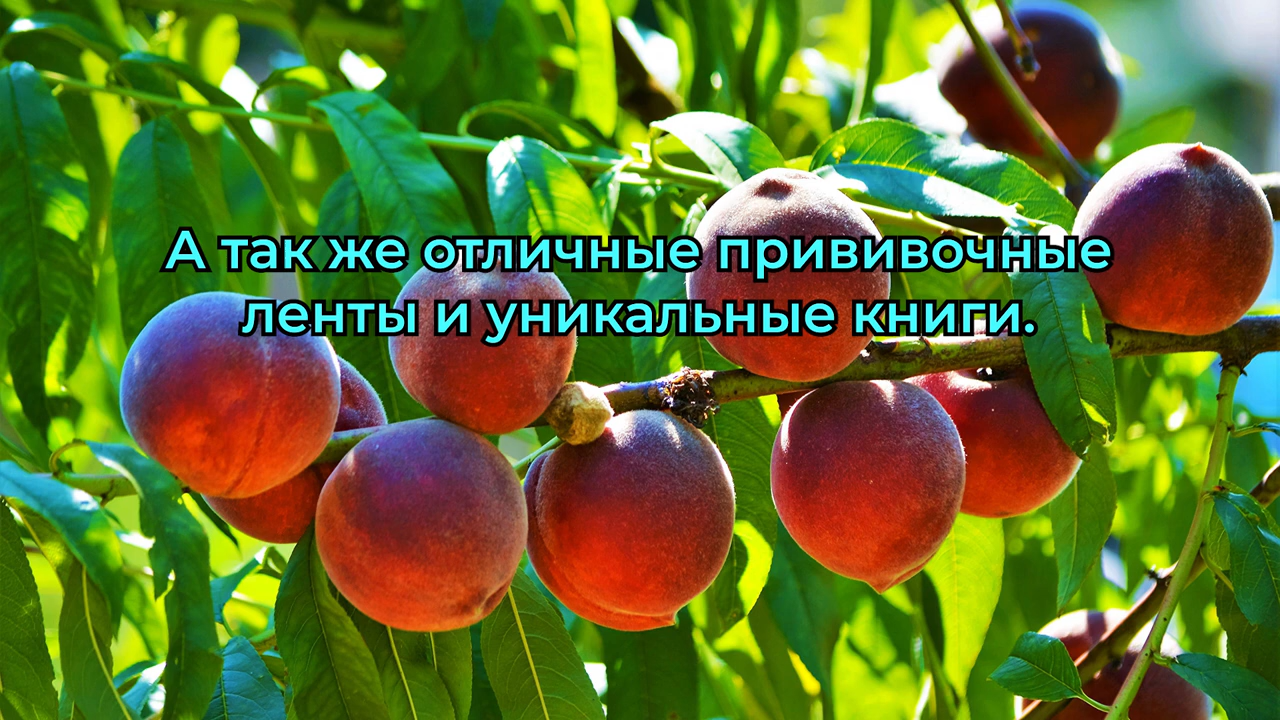 А так же отличные прививочные
ленты и уникальные книги.